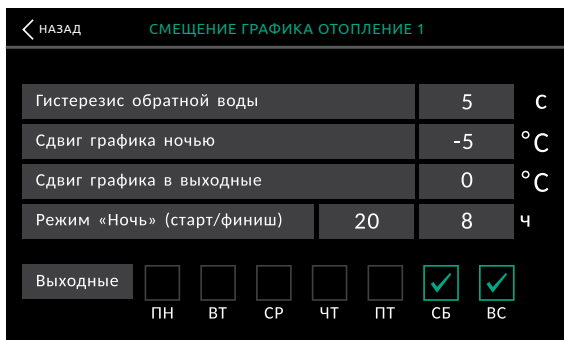 НАЗАД СМЕЩЕНИЕ ГРАФИКА ОТОПЛЕНИЕ 1
Гистерезис обратной воды 5 С
Сдвиг графика ночью -5 °С
Сдвиг графика в выходные 0 °С
Режим «Ночь» (старт/финиш) 20 8 ч
Выходные
ПН ВТ СР ЧТ ПТ СБ ВС